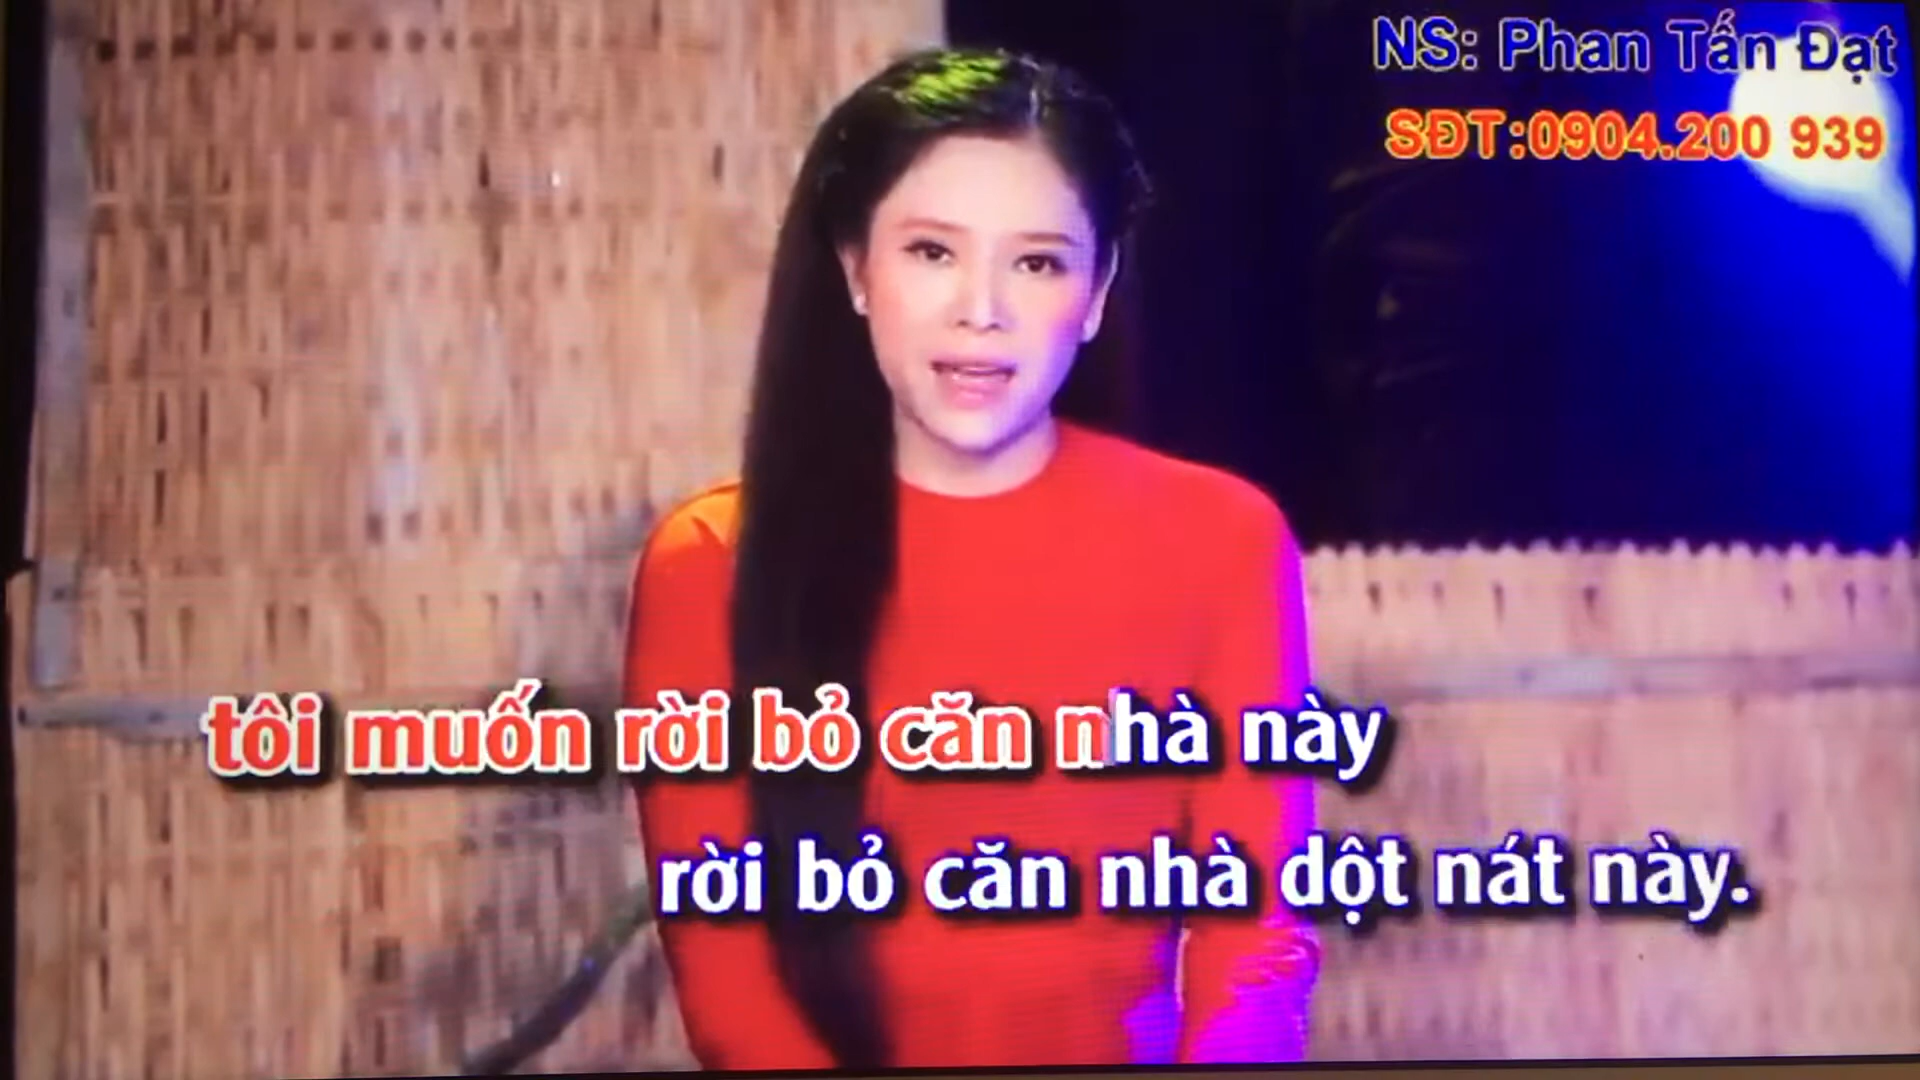 NS: Phan Tấn Đạt
SĐT:0904.200 939
tôi muốn rời bỏ căn nhà này
rời bỏ căn nhà dột nát này.